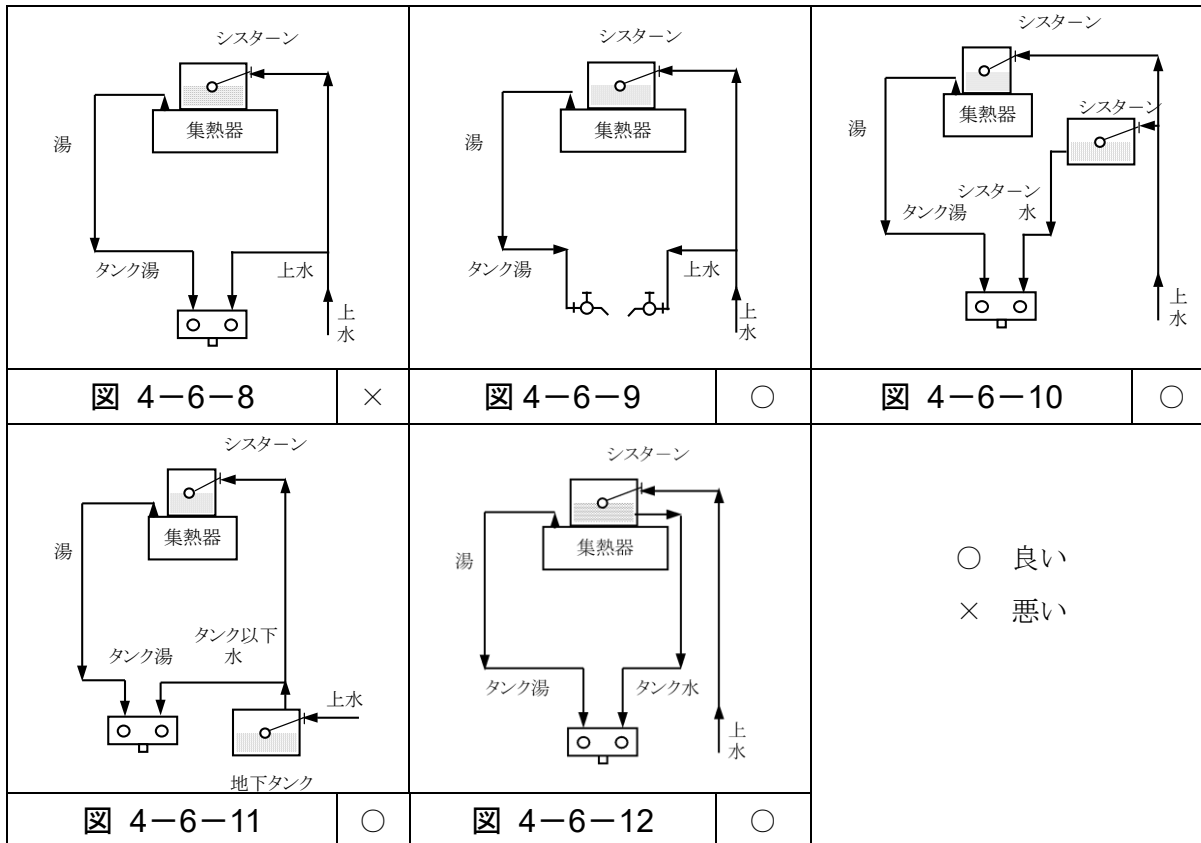 シスターン
集熱器
湯
タンク湯
上水
上
水
図 4－6－8
×
シスターン
集熱器
湯
タンク湯
上水
上
水
図 4－6－9
○
シスターン
集熱器
シスターン
湯
シスターン
水
タンク湯
上
水
図 4－6－10
○
シスターン
集熱器
湯
タンク以下
水
タンク湯
上水
地下タンク
図 4－6－11
○
シスターン
集熱器
湯
タンク湯
タンク水
上
水
図 4－6－12
○
○ 良い
× 悪い